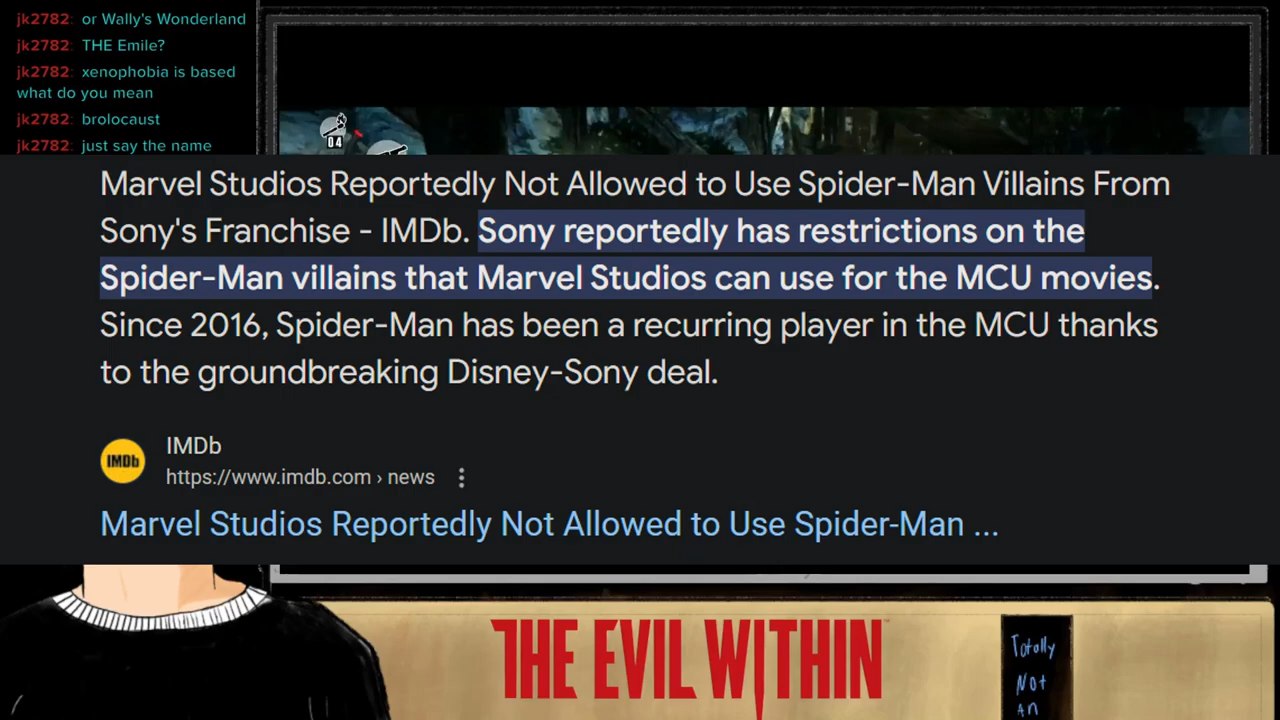 jk2782: or Wally's Wonderland
jk2782: THE Emile?
jk2782: xenophobia is based
what do you mean
jk2782: brolocaust
jk2782: just say the name
04
Marvel Studios Reportedly Not Allowed to Use Spider-Man Villains From
Sony's Franchise - IMDb. Sony reportedly has restrictions on the
Spider-Man villains that Marvel Studios can use for the MCU movies.
Since 2016, Spider-Man has been a recurring player in the MCU thanks
to the groundbreaking Disney-Sony deal.
IMDb
IMDb
https://www.imdb.com › news
Marvel Studios Reportedly Not Allowed to Use Spider-Man ...
THE EVIL WITHIN
Totally
Not
AN